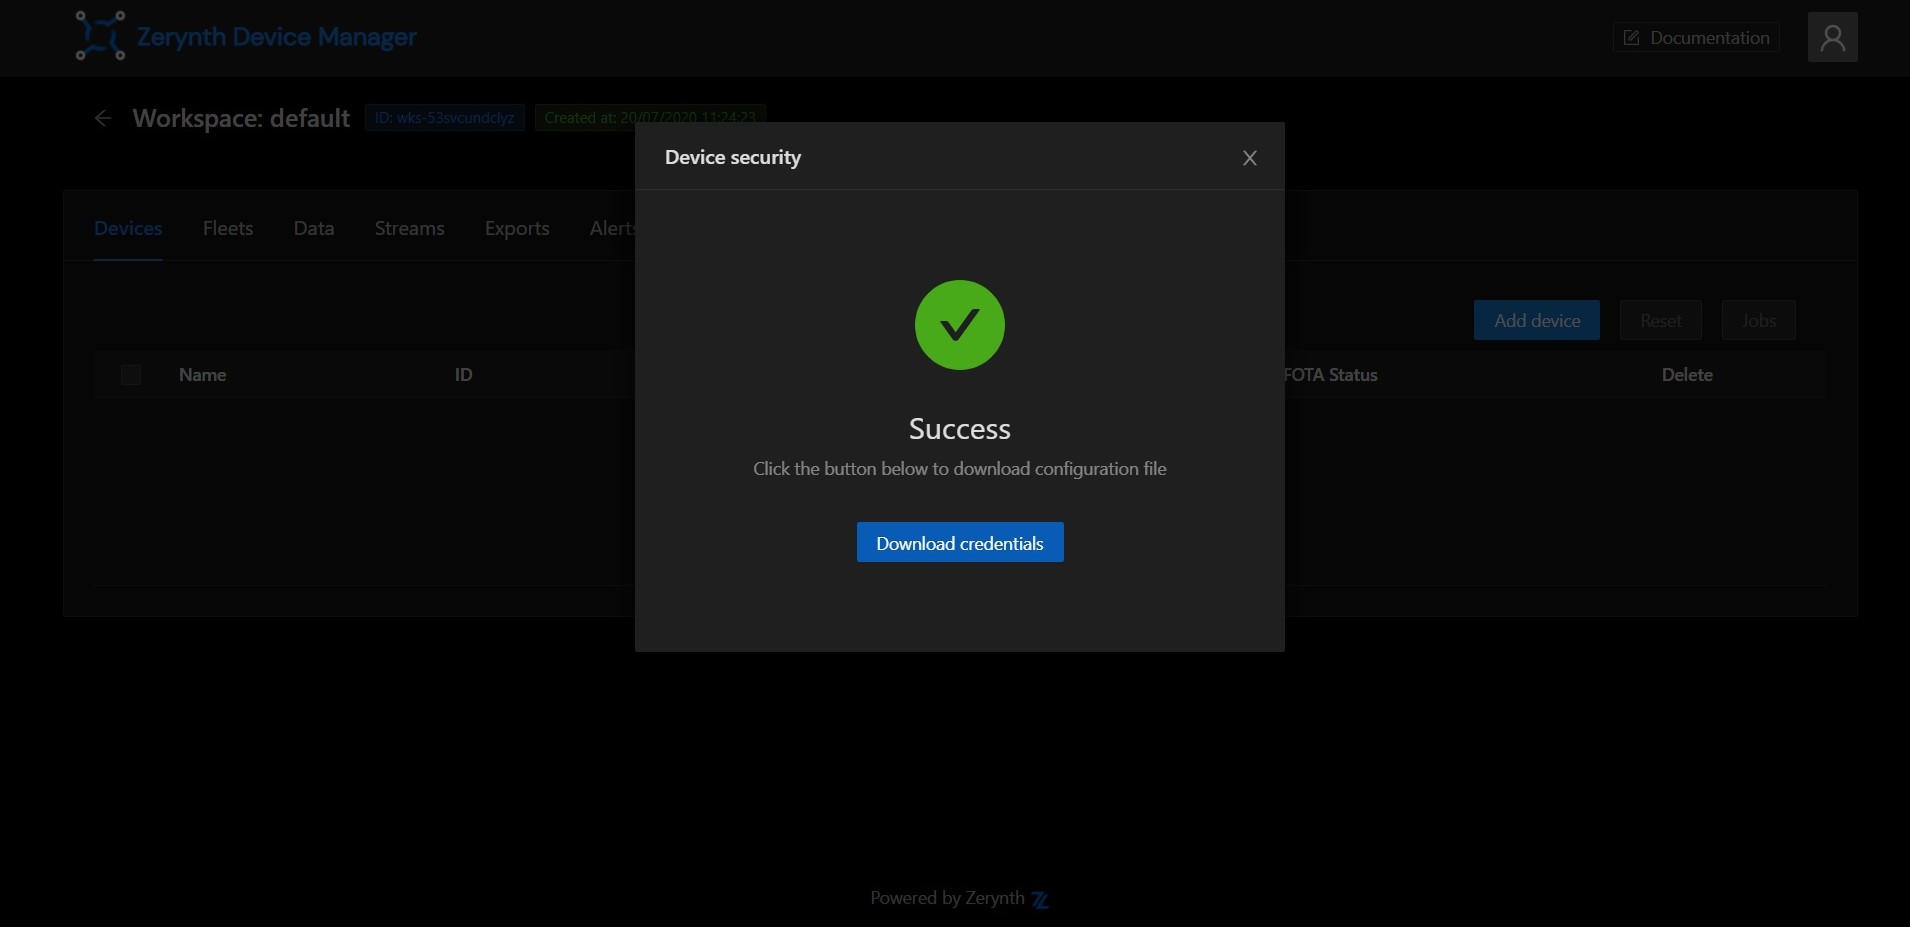 Zerynth Device Manager
Documentation
Workspace: default
ID: wks-53svcundclyz
Created at: 20/07/2020 11:24:23
Device security
Devices
Fleets
Data
Streams
Exports
Alerts
Add device
Reset
Jobs
Name
ID
FOTA Status
Delete
Success
Click the button below to download configuration file
Download credentials
Powered by Zerynth